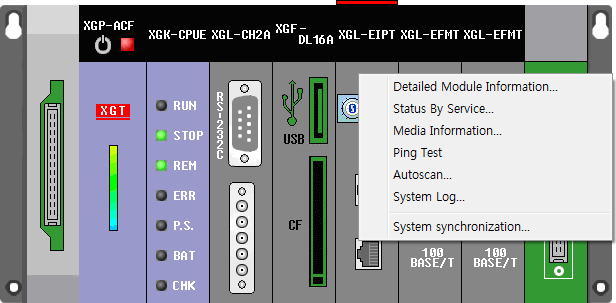 XGP-ACF
XGK-CPUE
XGL-CH2A
XGF-
DL16A
XGL-EIPT
XGL-EFMT
XGL-EFMT
XGT
RUN
STOP
REM
ERR
P.S.
BAT
CHK
RS-232C
USB
CF
Detailed Module Information...
Status By Service...
Media Information...
Ping Test
Autoscan...
System Log...
System synchronization...
100
BASE/T
100
BASE/T